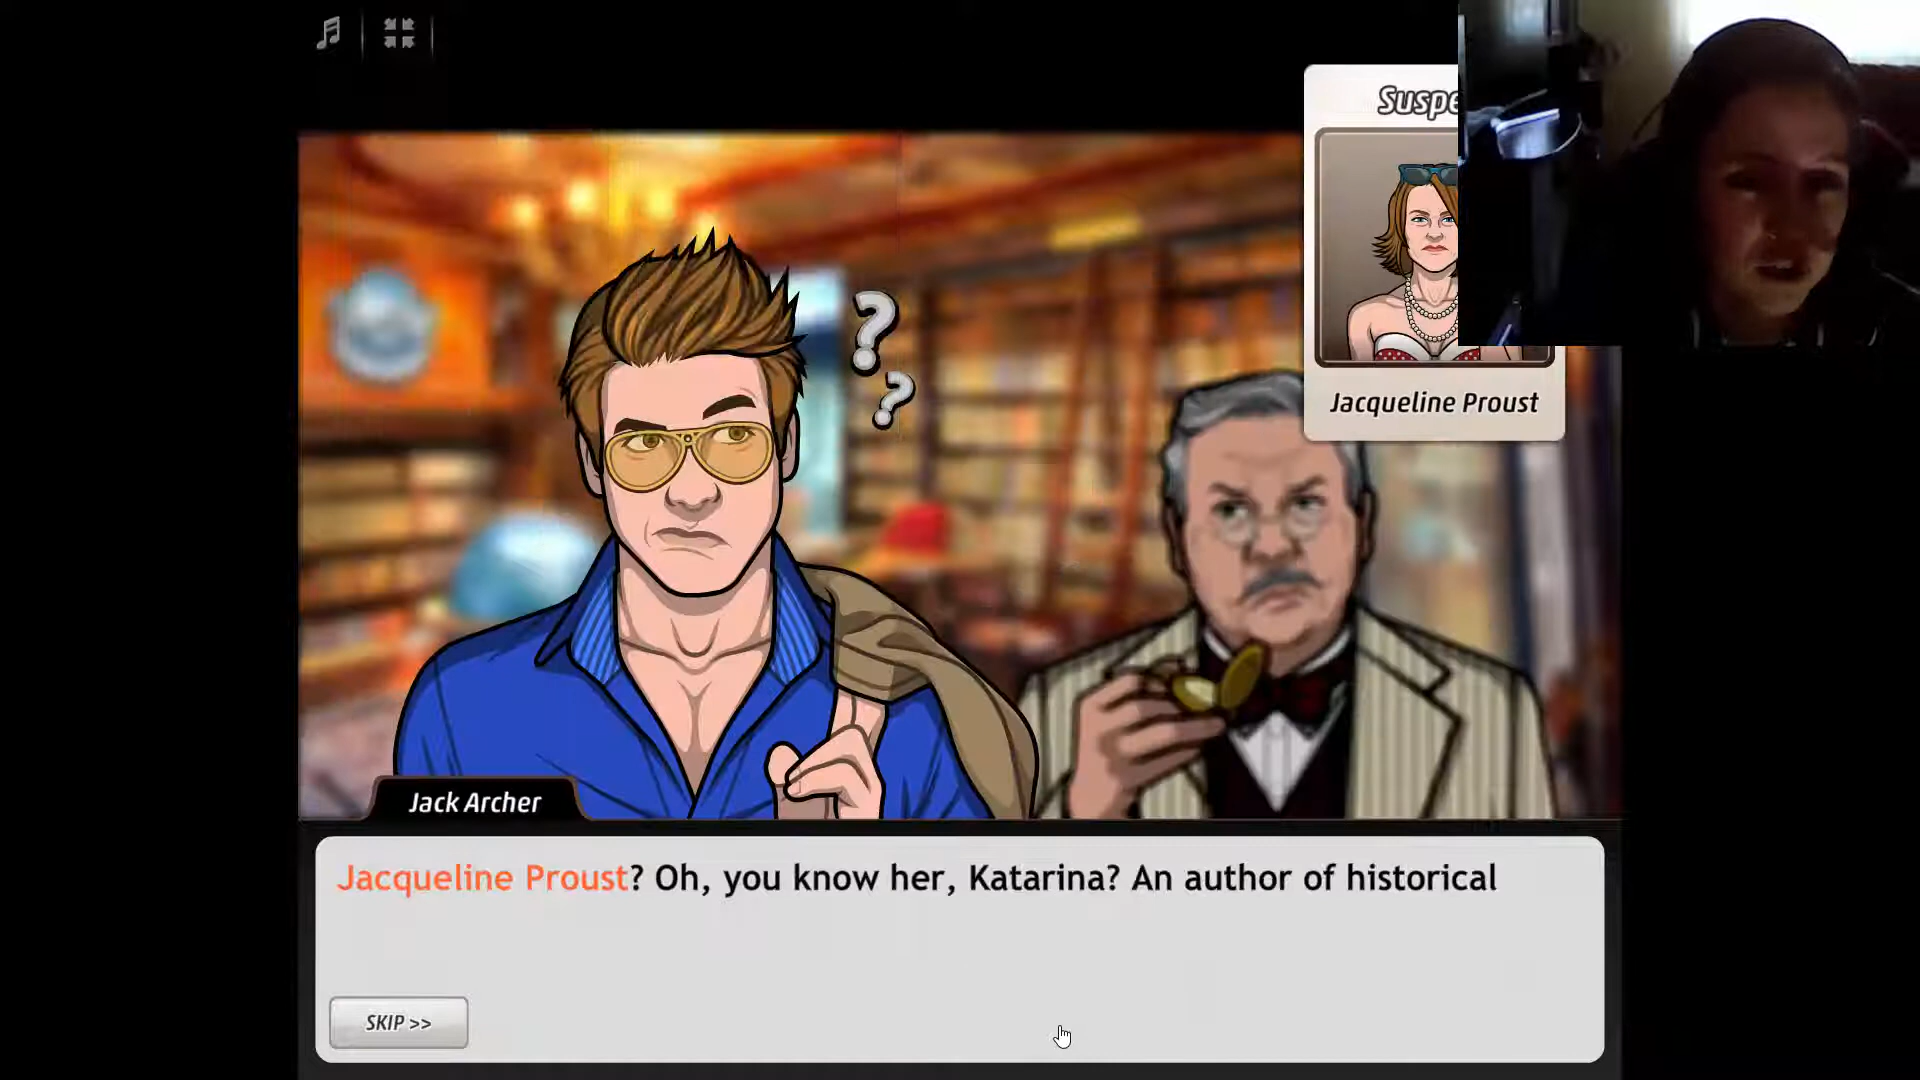 Suspe
Jacqueline Proust
Jack Archer
Jacqueline Proust? Oh, you know her, Katarina? An author of historical
SKIP >>